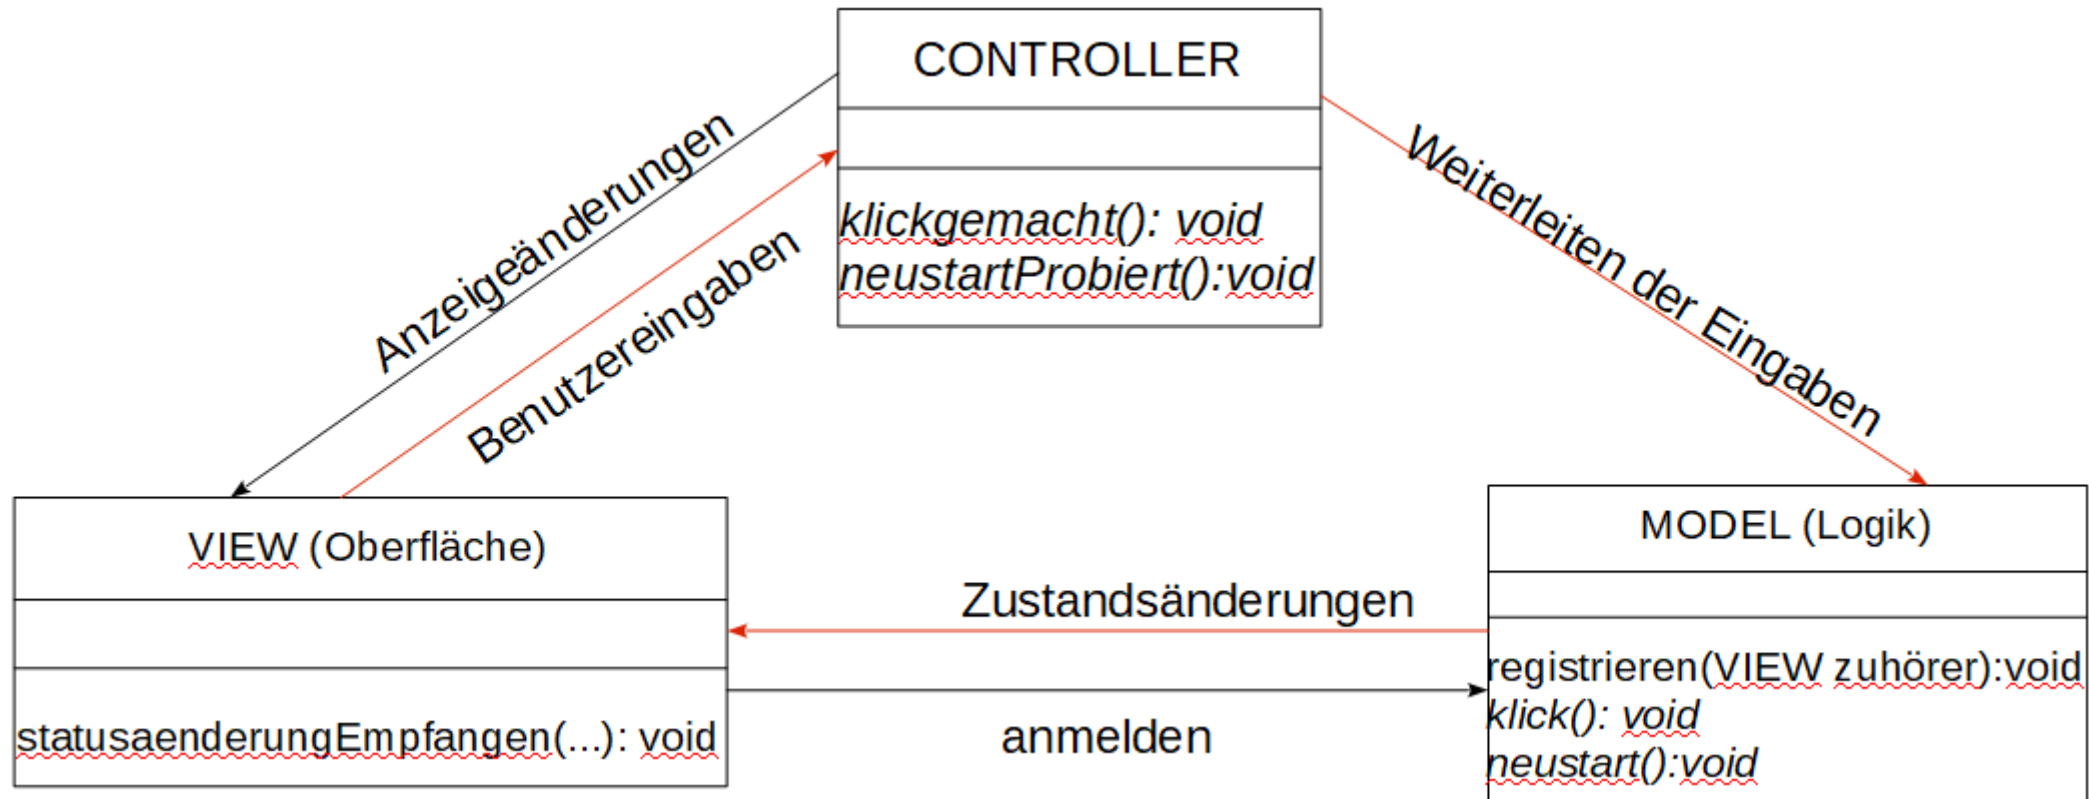 CONTROLLER
klickgemacht(): void
neustartProbiert():void
Anzeigeänderungen
Benutzereingaben
Weiterleiten der Eingaben
VIEW (Oberfläche)
statusaenderungEmpfangen(...): void
Zustandsänderungen
anmelden
MODEL (Logik)
registrieren(VIEW zuhörer):void
klick(): void
neustart():void